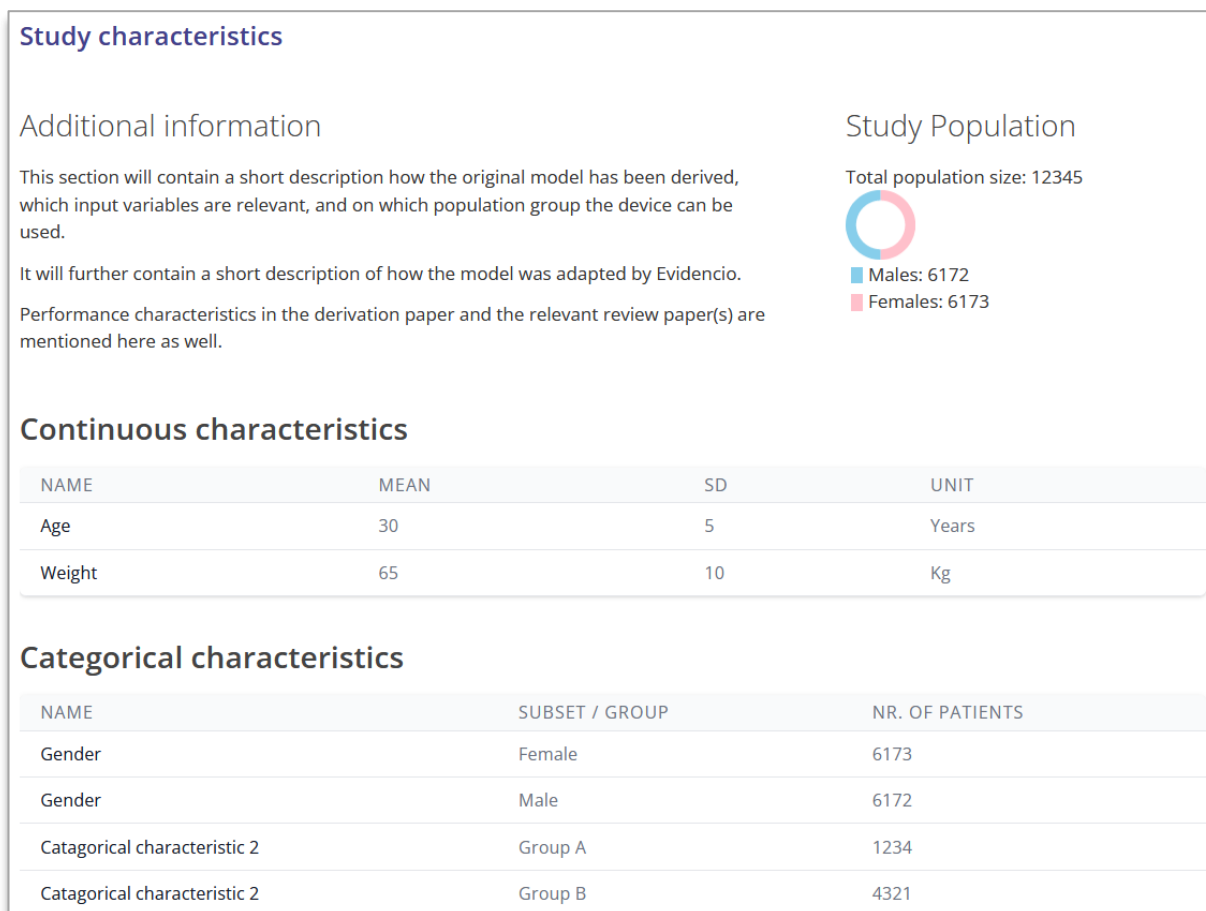 Study characteristics
Additional information
This section will contain a short description how the original model has been derived,
which input variables are relevant, and on which population group the device can be
used.
It will further contain a short description of how the model was adapted by Evidencio.
Performance characteristics in the derivation paper and the relevant review paper(s) are
mentioned here as well.
Study Population
Total population size: 12345
Males: 6172
Females: 6173
Continuous characteristics
NAME MEAN SD UNIT
Age 30 5 Years
Weight 65 10 Kg
Categorical characteristics
NAME SUBSET / GROUP NR. OF PATIENTS
Gender Female 6173
Gender Male 6172
Catagorical characteristic 2 Group A 1234
Catagorical characteristic 2 Group B 4321